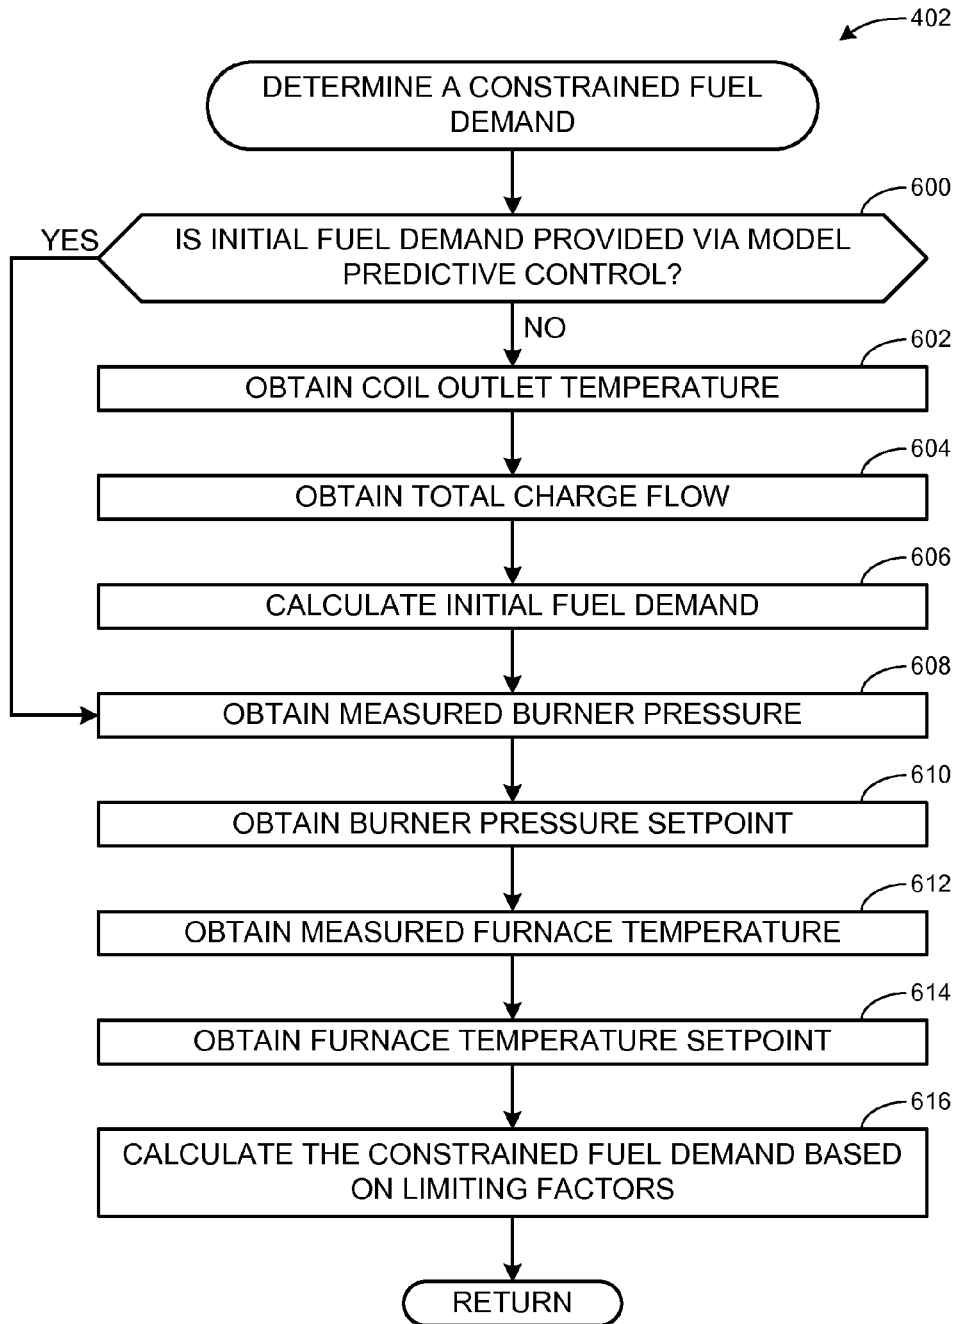 402
DETERMINE A CONSTRAINED FUEL
DEMAND
600
YES
IS INITIAL FUEL DEMAND PROVIDED VIA MODEL
PREDICTIVE CONTROL?
NO
602
OBTAIN COIL OUTLET TEMPERATURE
604
OBTAIN TOTAL CHARGE FLOW
606
CALCULATE INITIAL FUEL DEMAND
608
OBTAIN MEASURED BURNER PRESSURE
610
OBTAIN BURNER PRESSURE SETPOINT
612
OBTAIN MEASURED FURNACE TEMPERATURE
614
OBTAIN FURNACE TEMPERATURE SETPOINT
616
CALCULATE THE CONSTRAINED FUEL DEMAND BASED
ON LIMITING FACTORS
RETURN